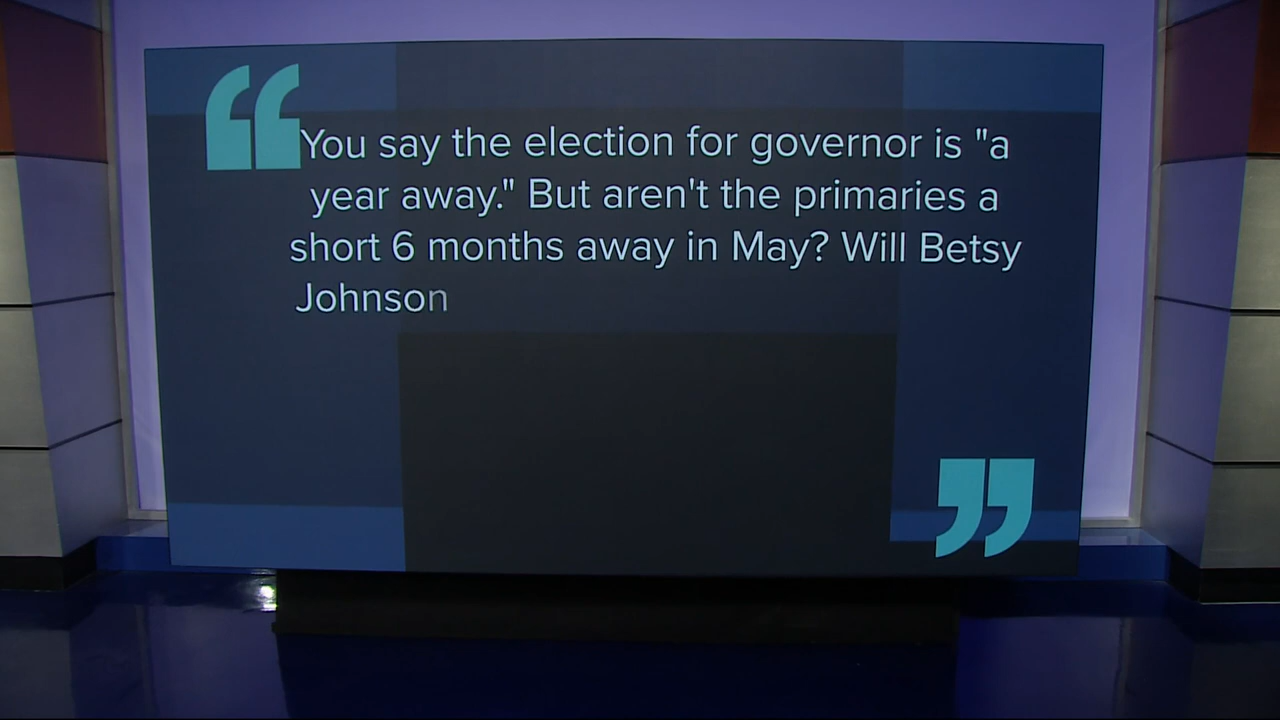 You say the election for governor is "a
year away." But aren't the primaries a
short 6 months away in May? Will Betsy
Johnson